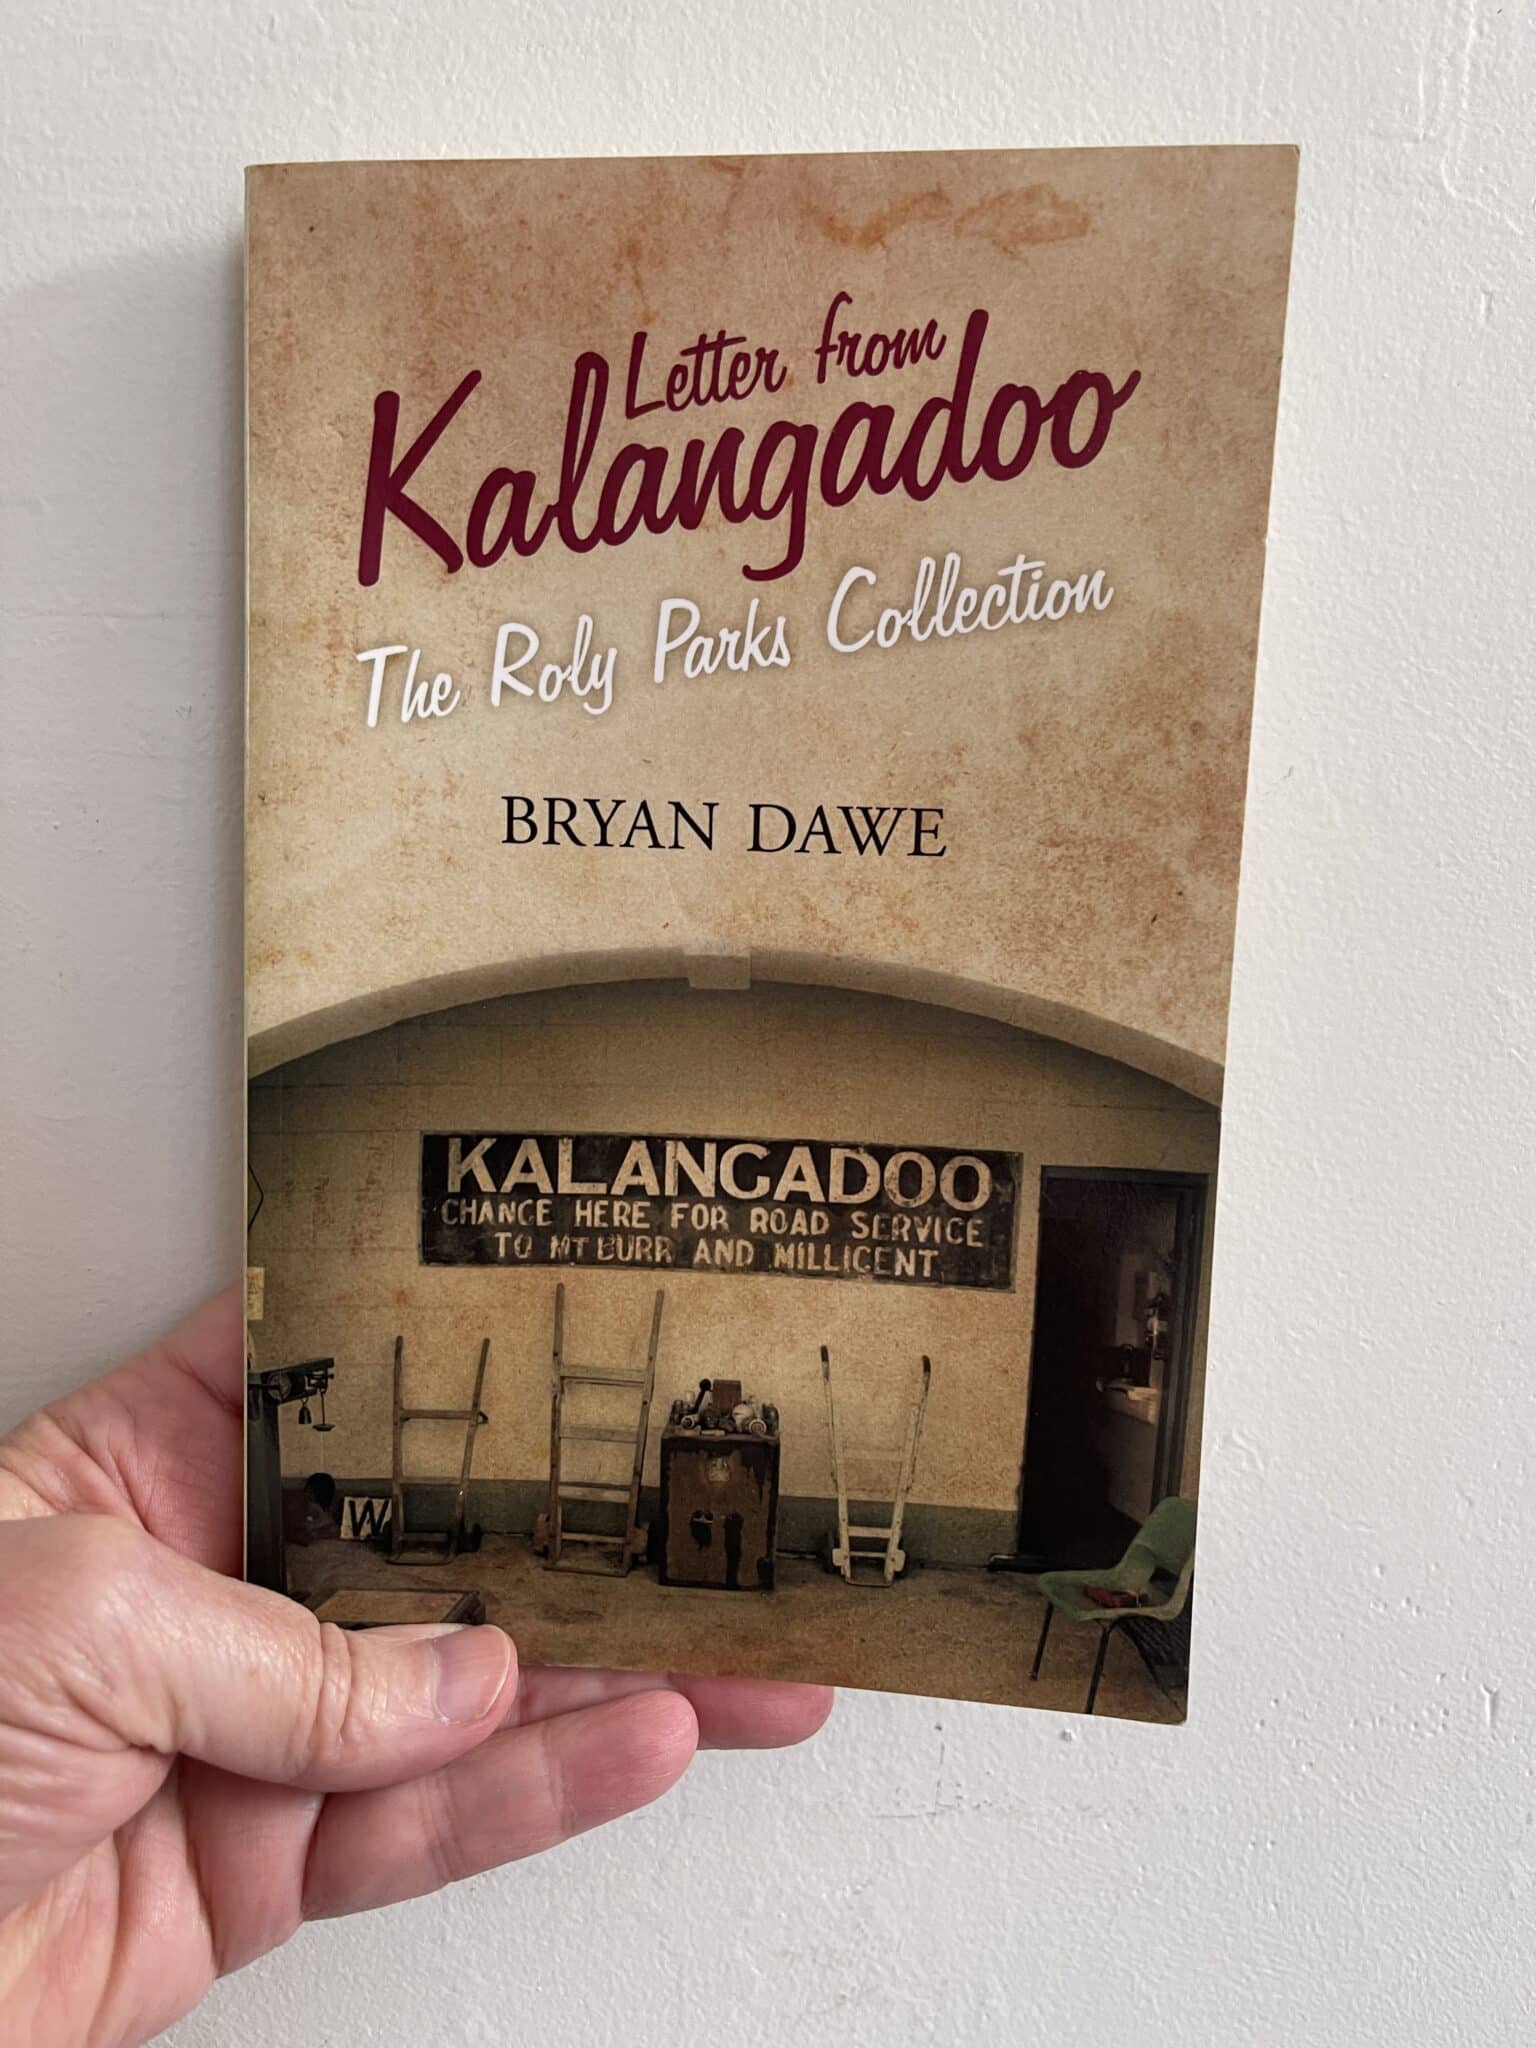 Letter from
Kalangadoo
The Roly Parks Collection
BRYAN DAWE
KALANGADOO
CHANGE HERE FOR ROAD SERVICE
TO MT BURR AND MILLICENT
W